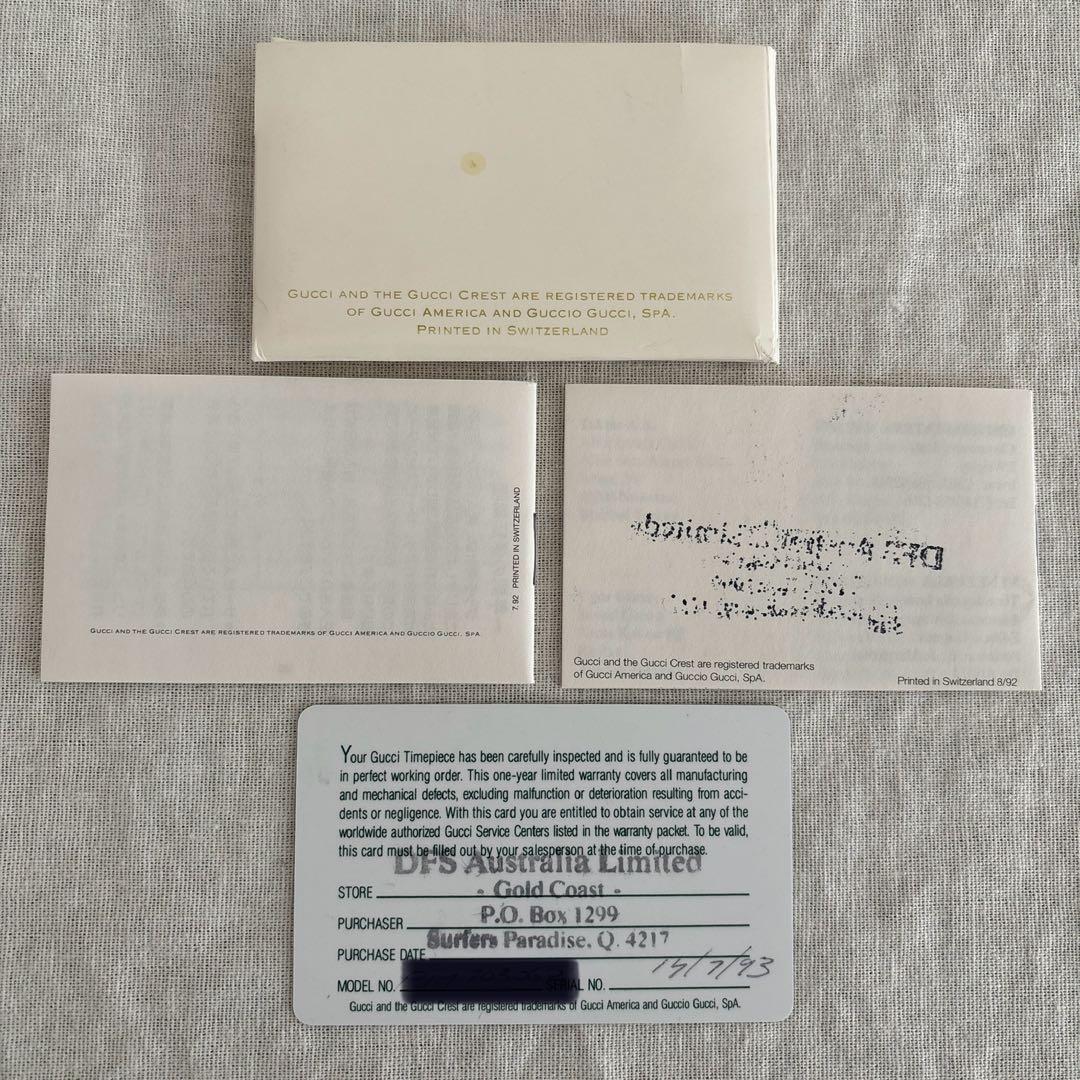 GUCCI AND THE GUCCI CREST ARE REGISTERED TRADEMARKS
OF GUCCI AMERICA AND GUCCIO GUCCI, SPA.
PRINTED IN SWITZERLAND
7.92 PRINTED IN SWITZERLAND
GUCCI AND THE GUCCI CREST ARE REGISTERED TRADEMARKS OF GUCCI AMERICA AND GUCCIO GUCCI, SPA.
DFS Limited
Gucci and the Gucci Crest are registered trademarks
of Gucci America and Guccio Gucci, SpA.
Printed in Switzerland 8/92
Your Gucci Timepiece has been carefully inspected and is fully guaranteed to be
in perfect working order. This one-year limited warranty covers all manufacturing
and mechanical defects, excluding malfunction or deterioration resulting from acci-
dents or negligence. With this card you are entitled to obtain service at any of the
worldwide authorized Gucci Service Centers listed in the warranty packet. To be valid,
this card must be filled out by your salesperson at the time of purchase.
DFS Australia Limited
STORE - Gold Coast -
PURCHASER P.O. Box 1299
Surfers Paradise, Q. 4217
PURCHASE DATE /7/93
MODEL NO. SERIAL NO.
Gucci and the Gucci Crest are registered trademarks of Gucci America and Guccio Gucci, SpA.